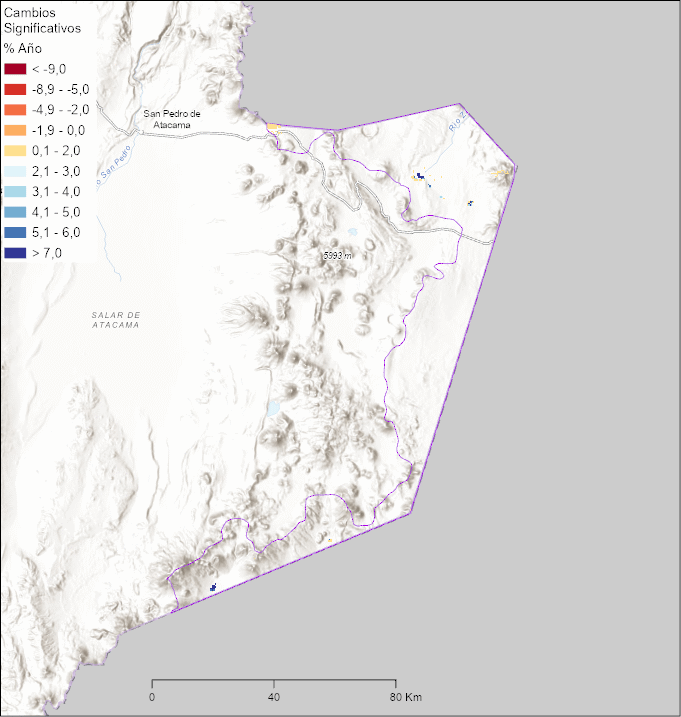 Cambios
Significativos
% Año
< -9,0
-8,9 - -5,0
-4,9 - -2,0
-1,9 - 0,0
0,1 - 2,0
2,1 - 3,0
3,1 - 4,0
4,1 - 5,0
5,1 - 6,0
> 7,0
San Pedro de
Atacama
o San Pedro
Río Z
5993 m
SALAR DE
ATACAMA
0 40 80 Km